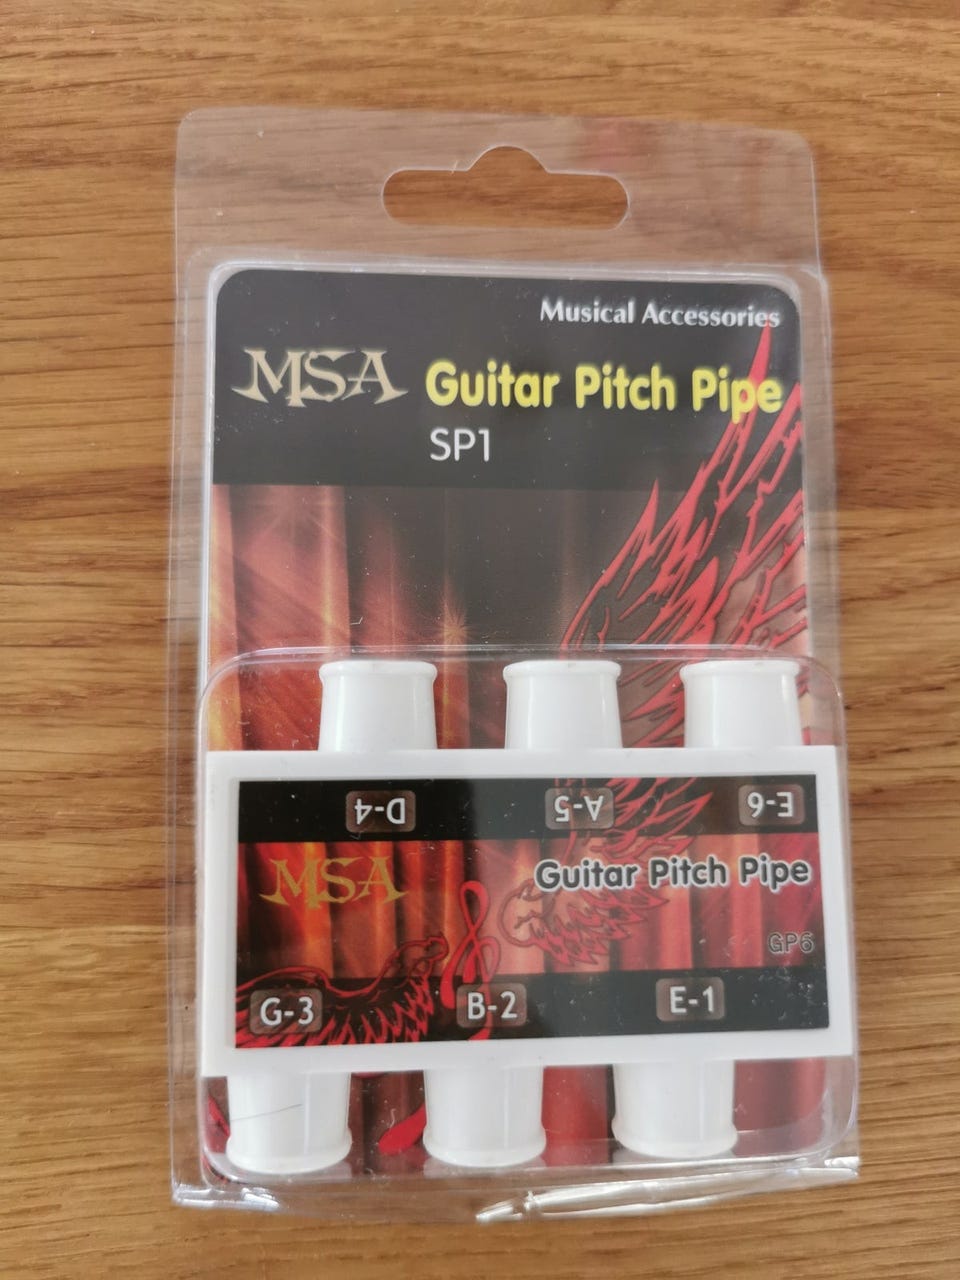 Musical Accessories
MSA Guitar Pitch Pipe
SP1
D-4 A-5 E-6
MSA Guitar Pitch Pipe
GP6
G-3 B-2 E-1